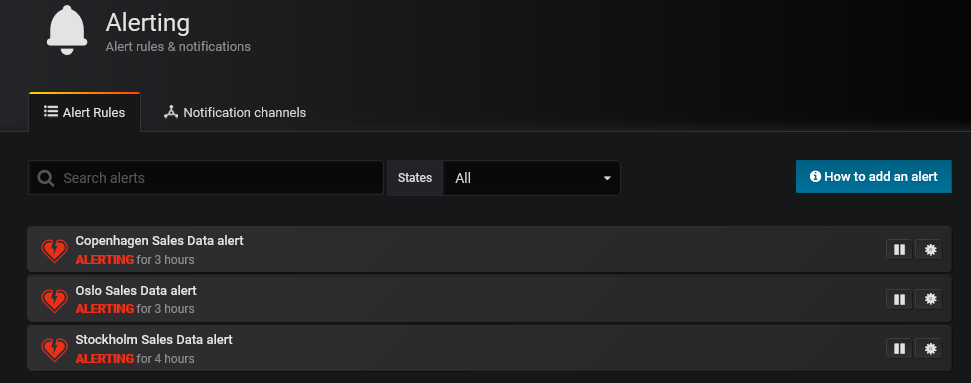 Alerting
Alert rules & notifications
Alert Rules
Notification channels
Search alerts
States
All
How to add an alert
Copenhagen Sales Data alert
ALERTING for 3 hours
Oslo Sales Data alert
ALERTING for 3 hours
Stockholm Sales Data alert
ALERTING for 4 hours